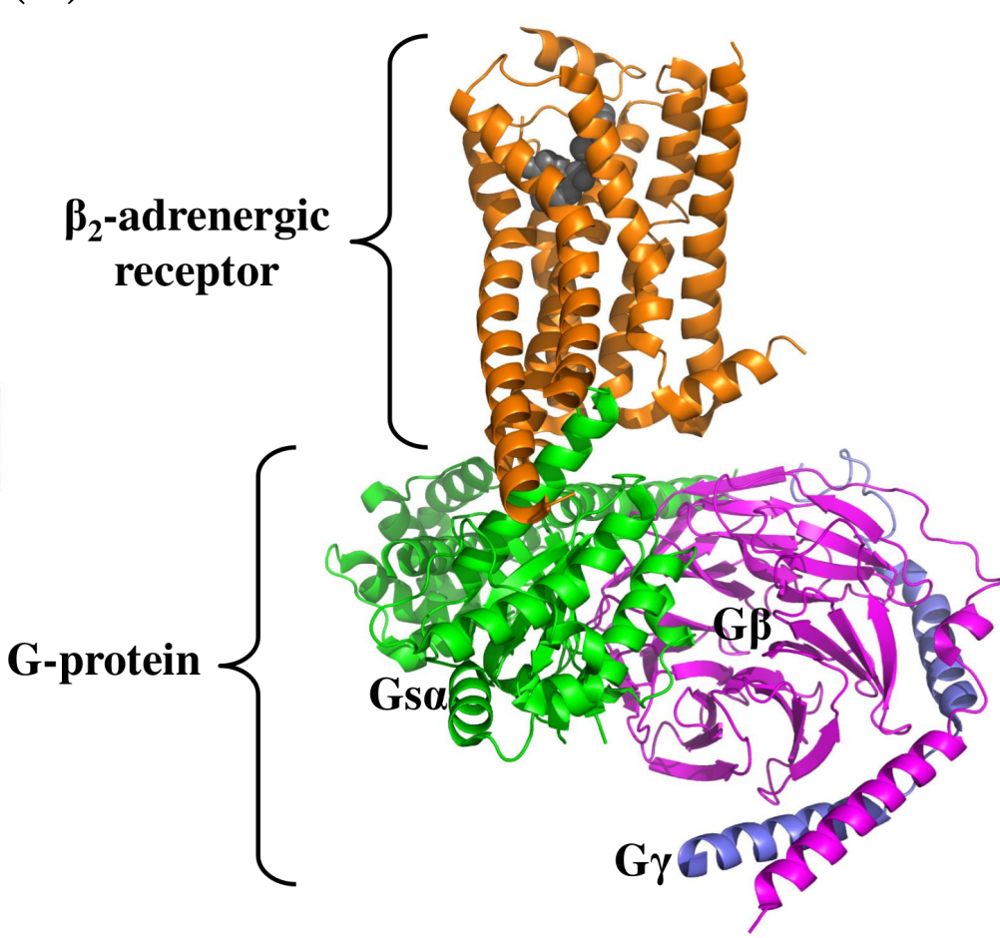 β₂-adrenergic
receptor
G-protein
Gsα
Gβ
Gγ